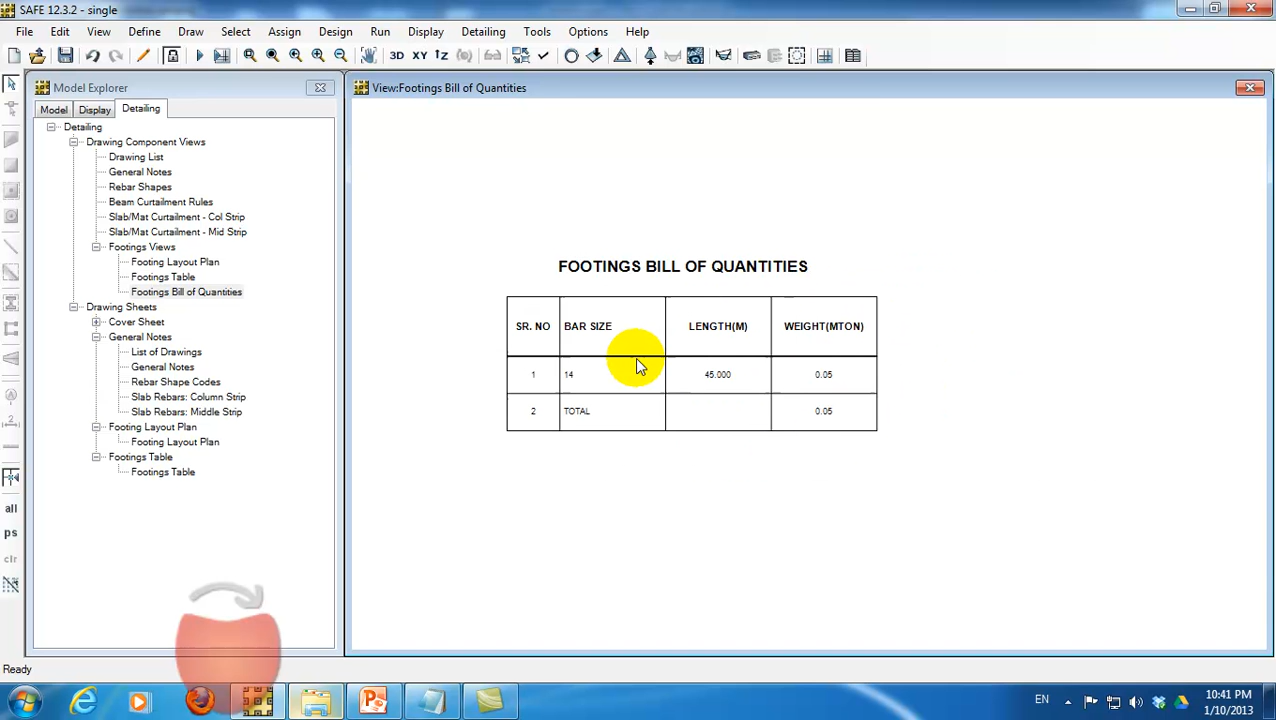 SAFE 12.3.2 - single
File Edit View Define Draw Select Assign Design Run Display Detailing Tools Options Help
3D XY
Model Explorer
Model Display Detailing
Detailing
Drawing Component Views
Drawing List
General Notes
Rebar Shapes
Beam Curtailment Rules
Slab/Mat Curtailment - Col Strip
Slab/Mat Curtailment - Mid Strip
Footings Views
Footing Layout Plan
Footings Table
Footings Bill of Quantities
Drawing Sheets
Cover Sheet
General Notes
List of Drawings
General Notes
Rebar Shape Codes
Slab Rebars: Column Strip
Slab Rebars: Middle Strip
Footing Layout Plan
Footing Layout Plan
Footings Table
Footings Table
all
ps
clr
View:Footings Bill of Quantities
FOOTINGS BILL OF QUANTITIES
SR. NO BAR SIZE LENGTH(M) WEIGHT(MTON)
1 14 45.000 0.05
2 TOTAL 0.05
Ready
EN
10:41 PM
1/10/2013